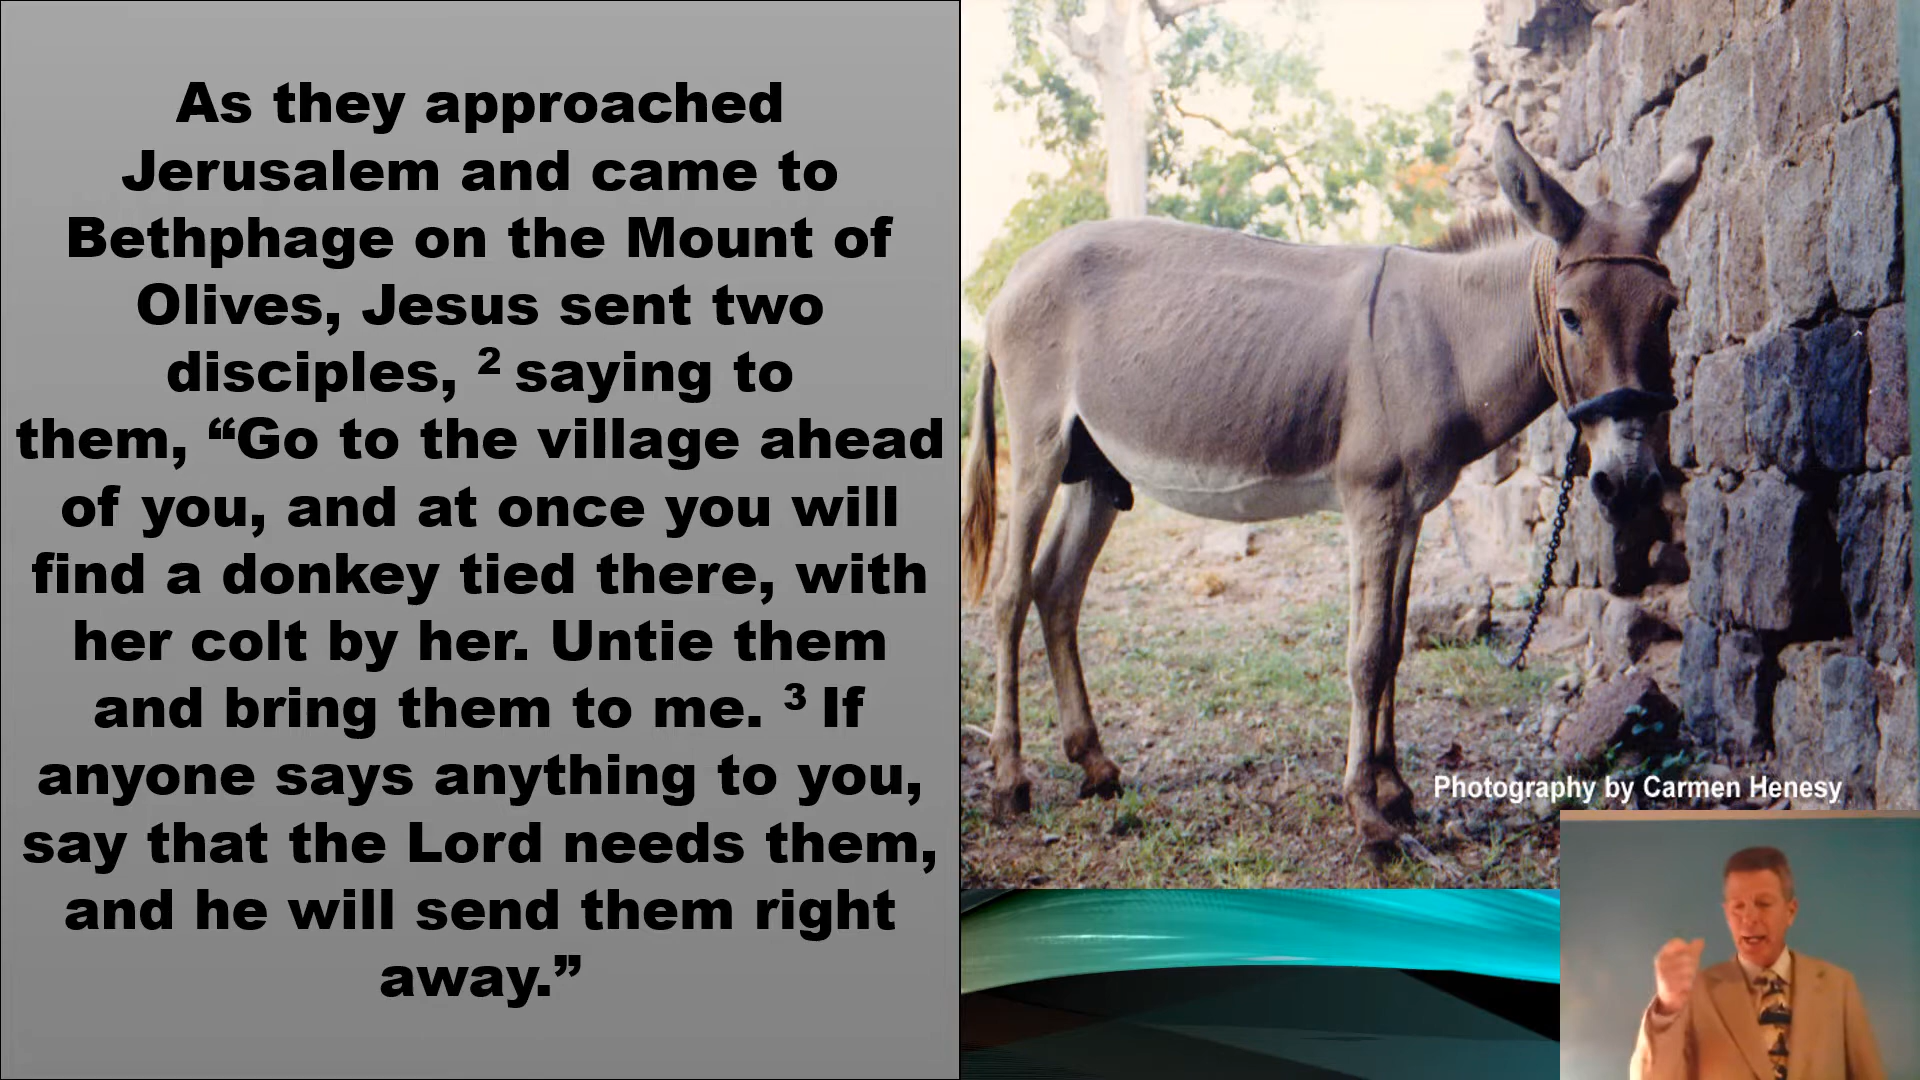 As they approached
Jerusalem and came to
Bethphage on the Mount of
Olives, Jesus sent two
disciples, 2 saying to
them, “Go to the village ahead
of you, and at once you will
find a donkey tied there, with
her colt by her. Untie them
and bring them to me. 3 If
anyone says anything to you,
say that the Lord needs them,
and he will send them right
away.”
Photography by Carmen Henesy